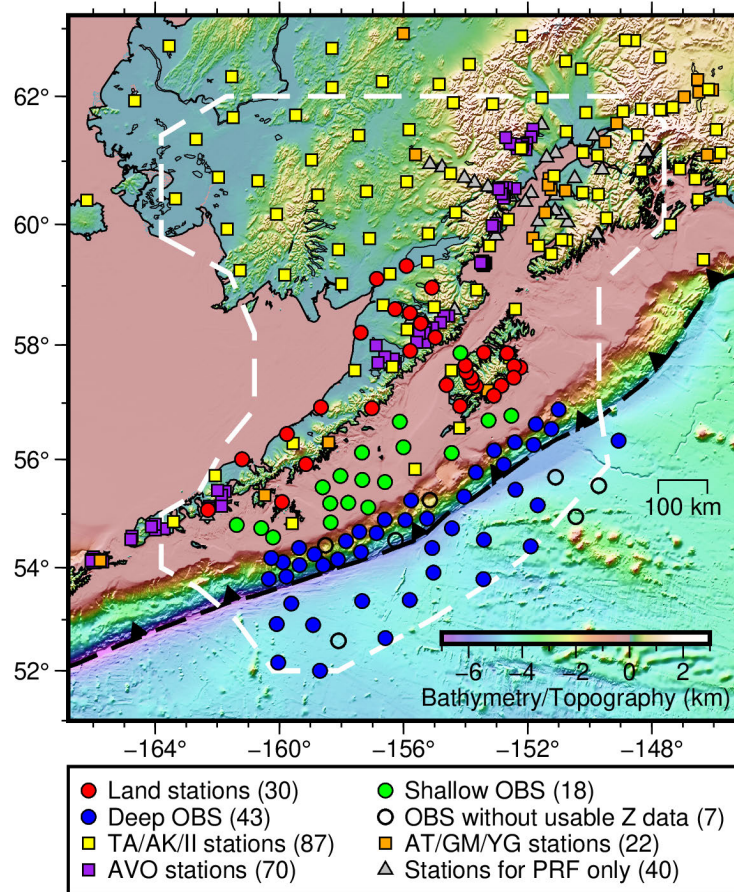 62°
60°
58°
56°
54°
52°
100 km
−6 −4 −2 0 2
Bathymetry/Topography (km)
−164° −160° −156° −152° −148°
Land stations (30)
Shallow OBS (18)
Deep OBS (43)
OBS without usable Z data (7)
TA/AK/II stations (87)
AT/GM/YG stations (22)
AVO stations (70)
Stations for PRF only (40)